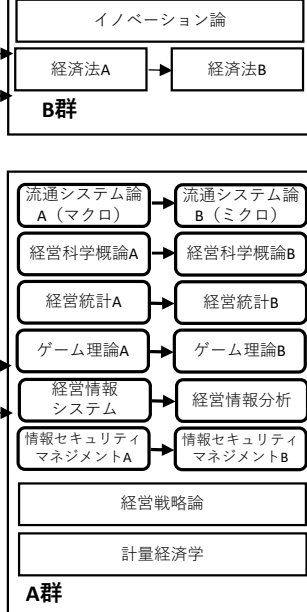 イノベーション論
経済法A
経済法B
B群
流通システム論
A（マクロ）
流通システム論
B（ミクロ）
経営科学概論A
経営科学概論B
経営統計A
経営統計B
ゲーム理論A
ゲーム理論B
経営情報
システム
経営情報分析
情報セキュリティ
マネジメントA
情報セキュリティ
マネジメントB
経営戦略論
計量経済学
A群